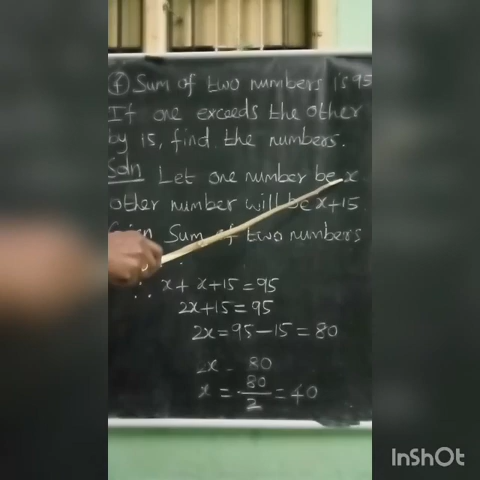 ④ Sum of two numbers is 95
If one exceeds the other
by 15, find the numbers.
Soln Let one number be x
other number will be x+15
Given Sum of two numbers
∴ x + x +15 = 95
2x+15 = 95
2x = 95 - 15 = 80
2x 80
x = 80/2 = 40
InShOt